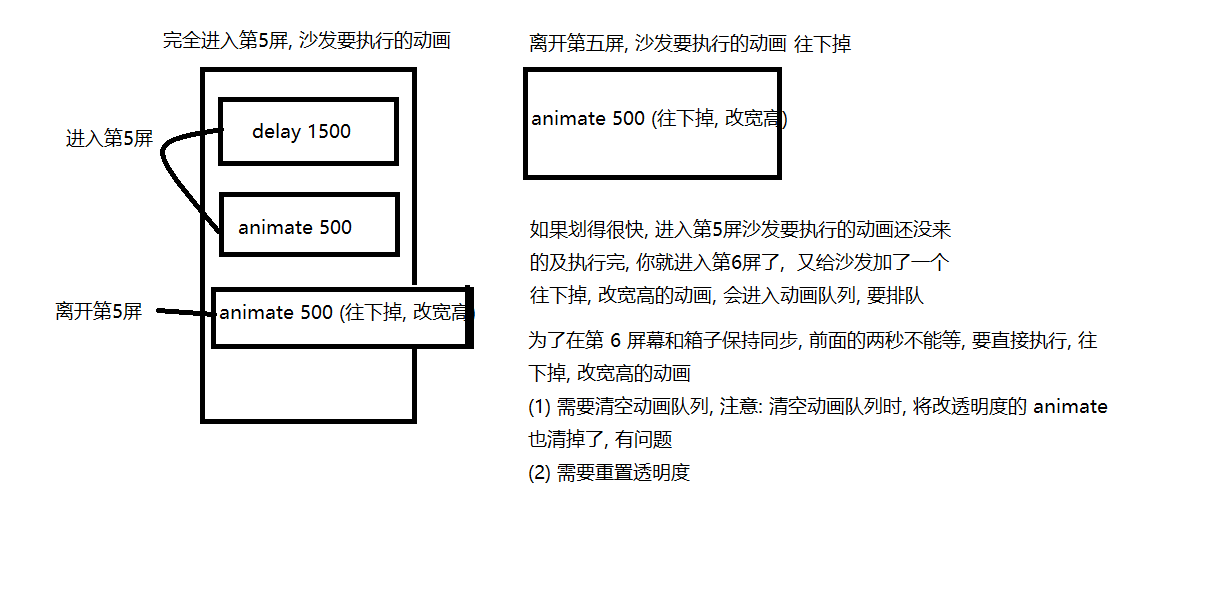 完全进入第5屏, 沙发要执行的动画
进入第5屏
delay 1500
animate 500
离开第5屏
animate 500 (往下掉, 改宽高)
离开第五屏, 沙发要执行的动画 往下掉
animate 500 (往下掉, 改宽高)
如果划得很快, 进入第5屏沙发要执行的动画还没来
的及执行完, 你就进入第6屏了, 又给沙发加了一个
往下掉, 改宽高的动画, 会进入动画队列, 要排队
为了在第 6 屏幕和箱子保持同步, 前面的两秒不能等, 要直接执行, 往
下掉, 改宽高的动画
(1) 需要清空动画队列, 注意: 清空动画队列时, 将改透明度的 animate
也清掉了, 有问题
(2) 需要重置透明度